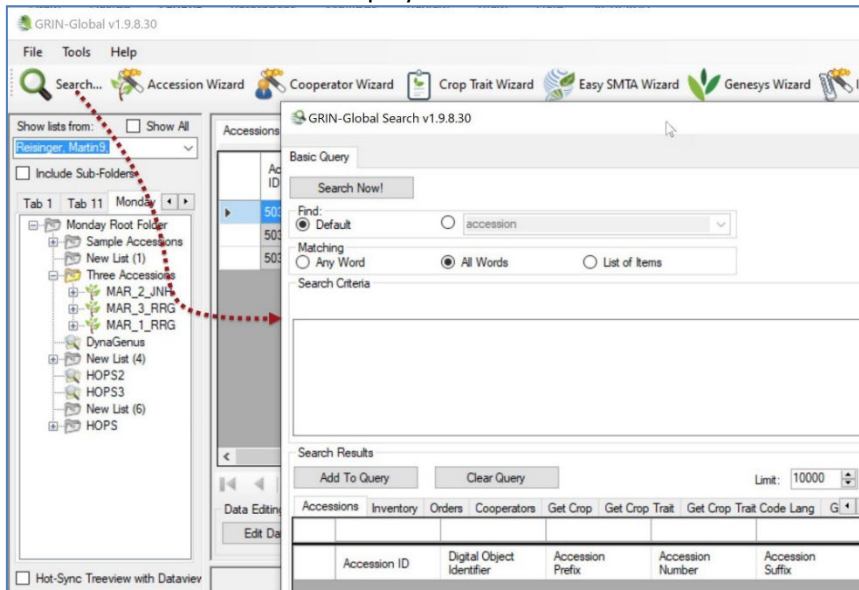 GRIN-Global v1.9.8.30
File Tools Help
Search... Accession Wizard Cooperator Wizard Crop Trait Wizard Easy SMTA Wizard Genesys Wizard
Show lists from: Show All
Reisinger, Martin9,
Include Sub-Folders
Tab 1 Tab 11 Monday
Monday Root Folder
Sample Accessions
New List (1)
Three Accessions
MAR_2_JNH
MAR_3_RRG
MAR_1_RRG
DynaGenus
New List (4)
HOPS2
HOPS3
New List (6)
HOPS
Hot-Sync Treeview with Dataview
Accessions
ID
503
503
503
Data Editing
Edit Da
GRIN-Global Search v1.9.8.30
Basic Query
Search Now!
Find:
Default accession
Matching
Any Word All Words List of Items
Search Criteria
Search Results
Add To Query Clear Query Limit: 10000
Accessions Inventory Orders Cooperators Get Crop Get Crop Trait Get Crop Trait Code Lang G
Accession ID Digital Object Identifier Accession Prefix Accession Number Accession Suffix